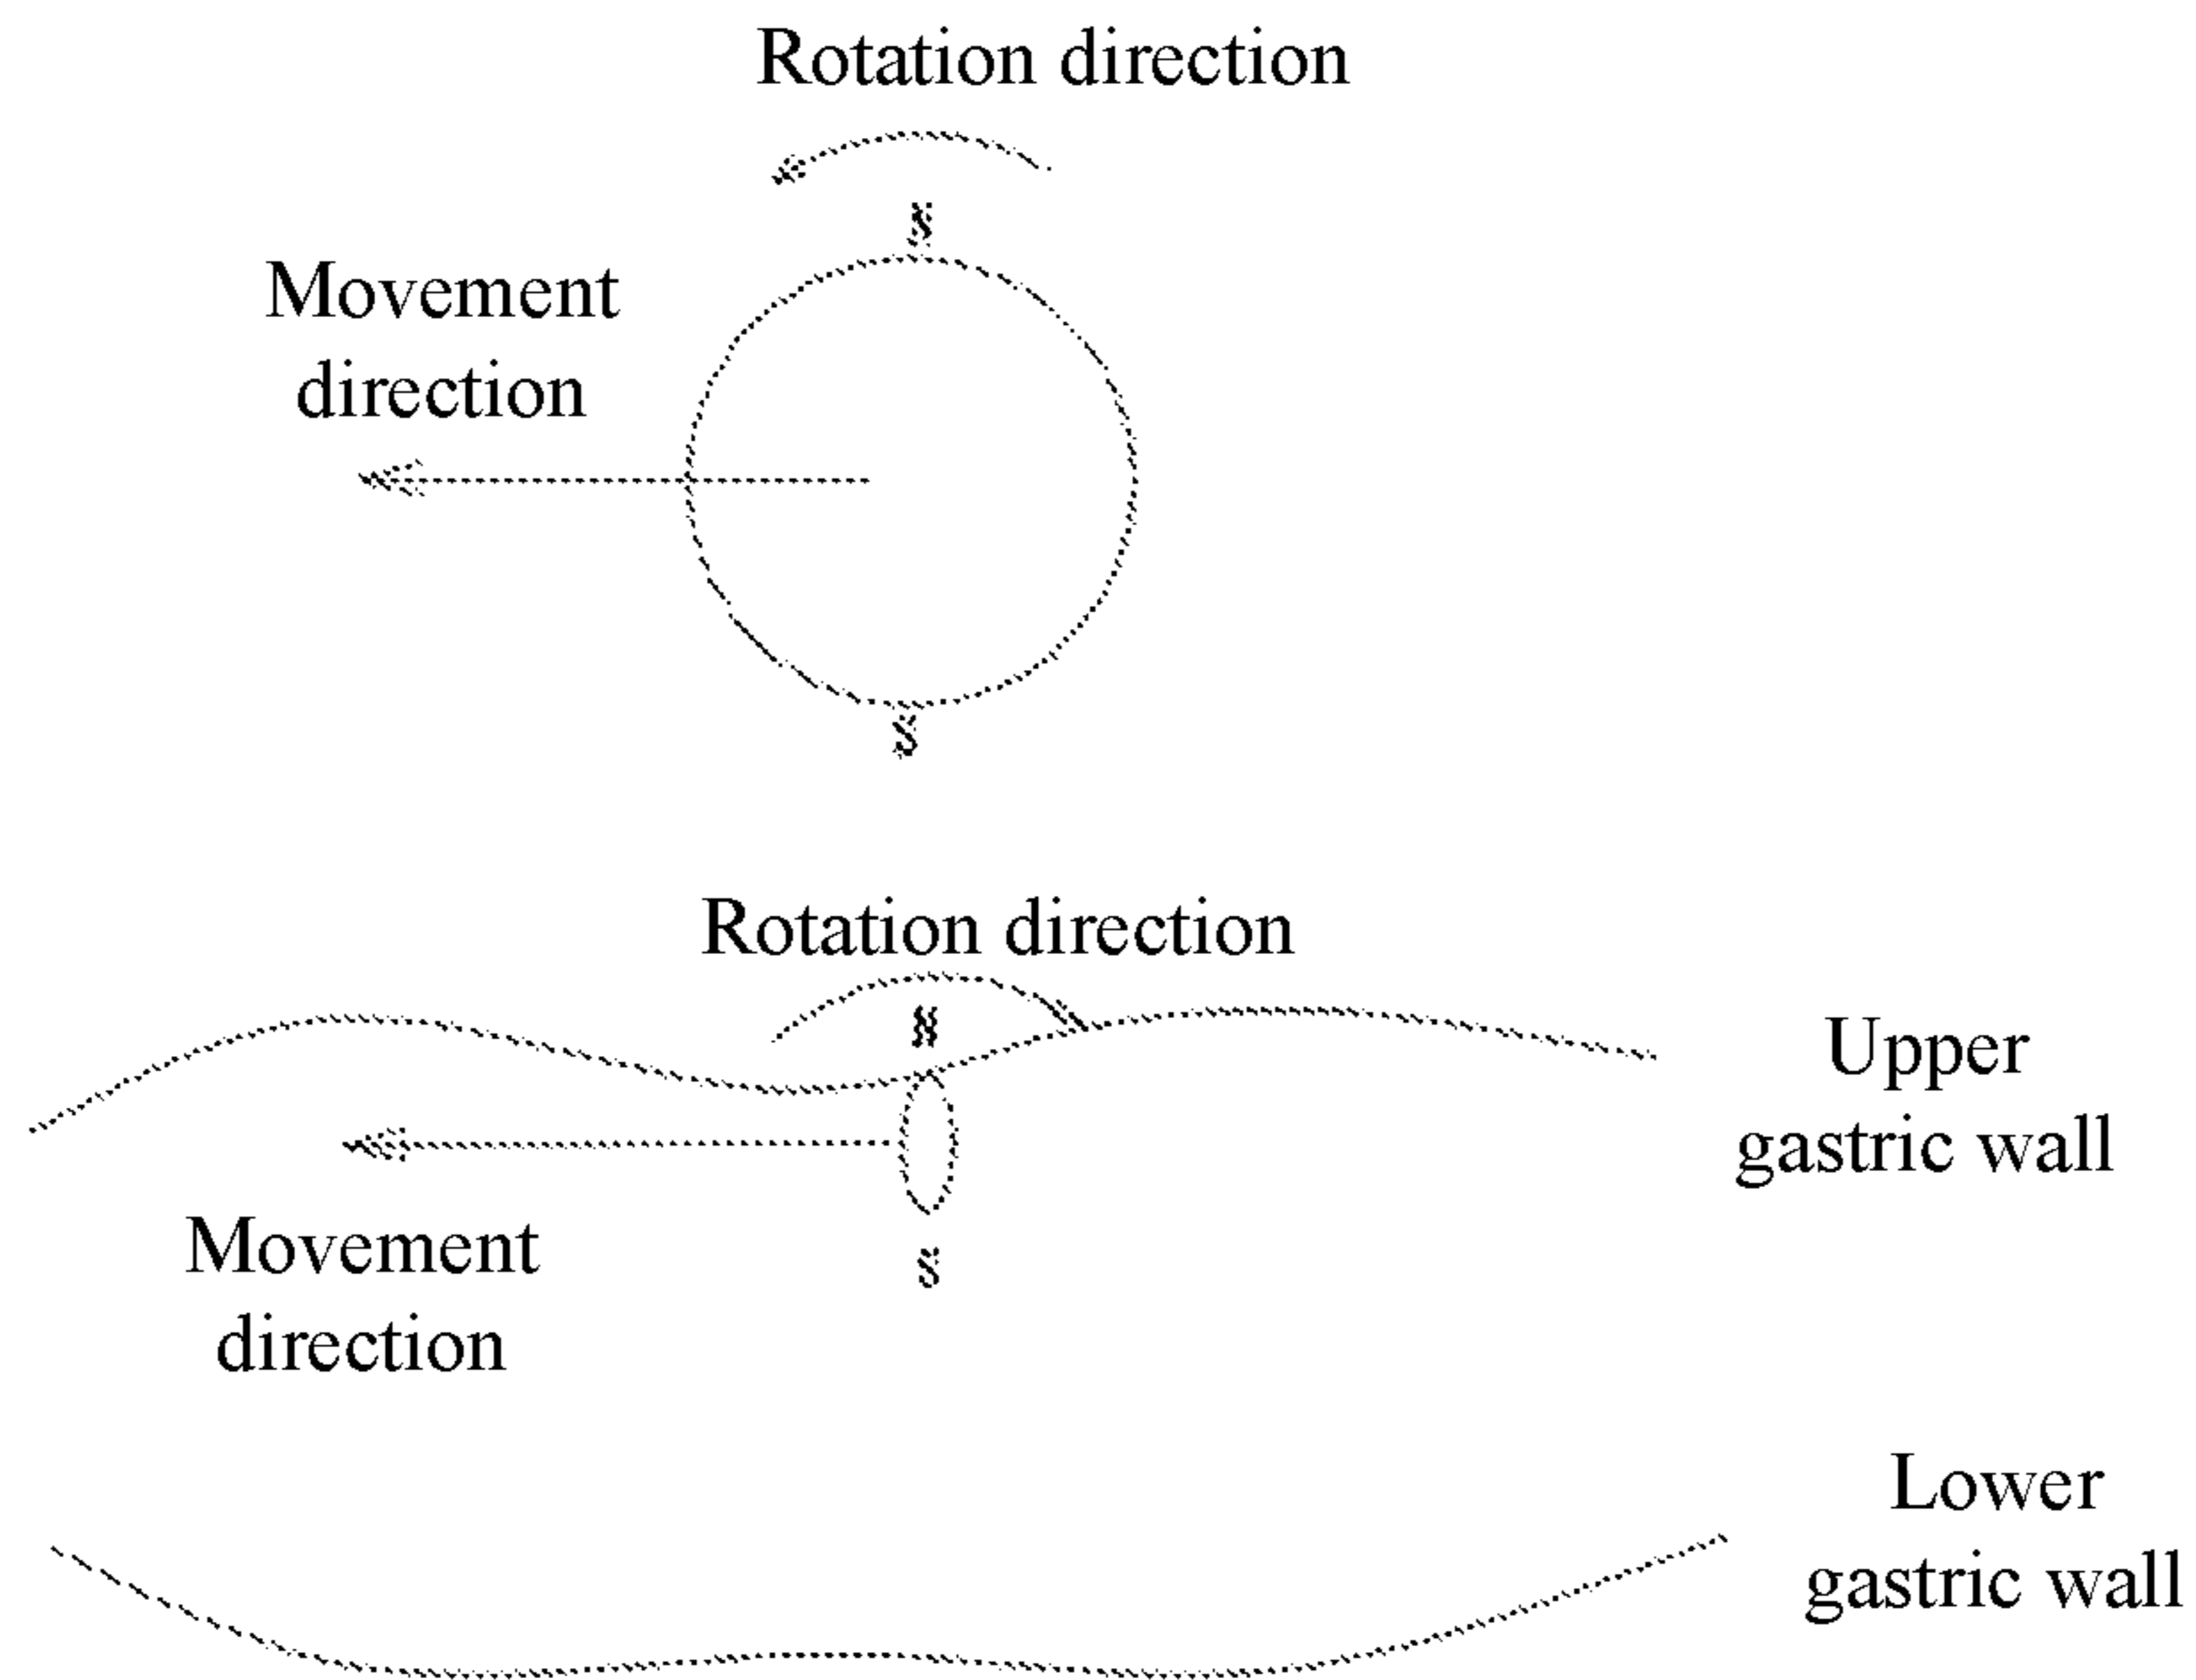 Rotation direction
Movement
direction
Rotation direction
Upper
gastric wall
Movement
direction
Lower
gastric wall